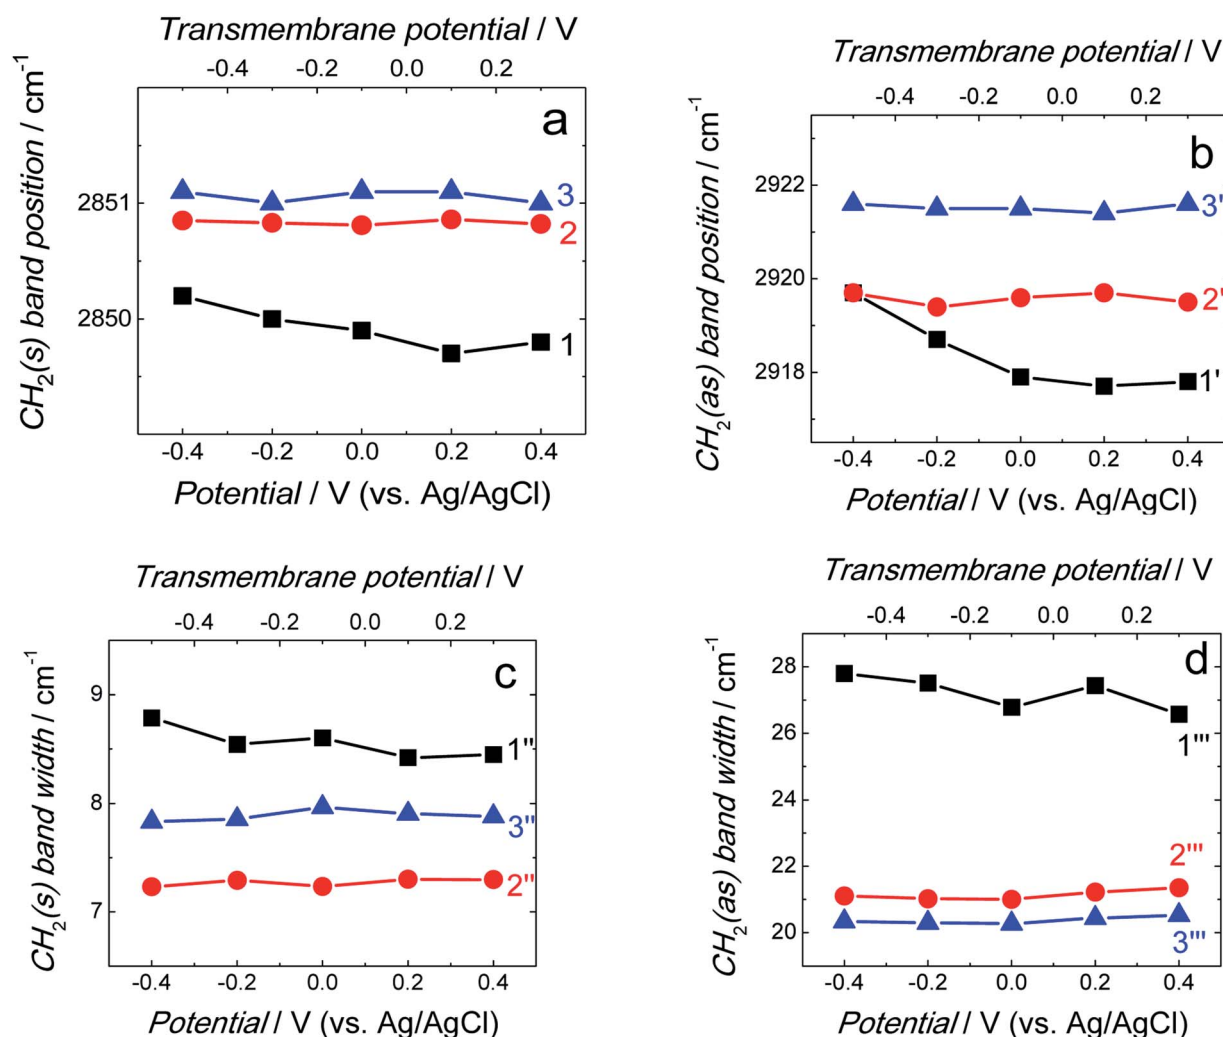 Transmembrane potential / V
-0.4 -0.2 0.0 0.2
CH₂(s) band position / cm⁻¹
a
2851
2850
3
2
1
-0.4 -0.2 0.0 0.2 0.4
Potential / V (vs. Ag/AgCl)
Transmembrane potential / V
-0.4 -0.2 0.0 0.2
CH₂(as) band position / cm⁻¹
b
2922
2920
2918
3'
2'
1'
-0.4 -0.2 0.0 0.2 0.4
Potential / V (vs. Ag/AgCl)
Transmembrane potential / V
-0.4 -0.2 0.0 0.2
CH₂(s) band width / cm⁻¹
c
9
8
7
1''
3''
2''
-0.4 -0.2 0.0 0.2 0.4
Potential / V (vs. Ag/AgCl)
Transmembrane potential / V
-0.4 -0.2 0.0 0.2
CH₂(as) band width / cm⁻¹
d
28
26
24
22
20
1'''
2'''
3'''
-0.4 -0.2 0.0 0.2 0.4
Potential / V (vs. Ag/AgCl)